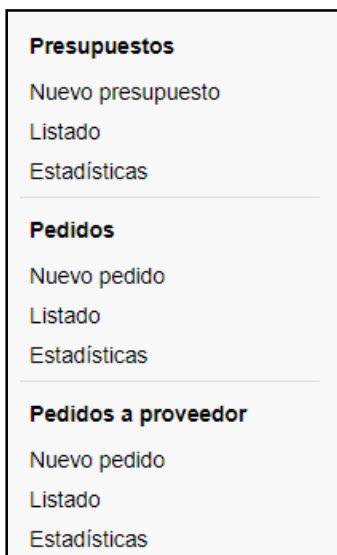 Presupuestos
Nuevo presupuesto
Listado
Estadísticas
Pedidos
Nuevo pedido
Listado
Estadísticas
Pedidos a proveedor
Nuevo pedido
Listado
Estadísticas